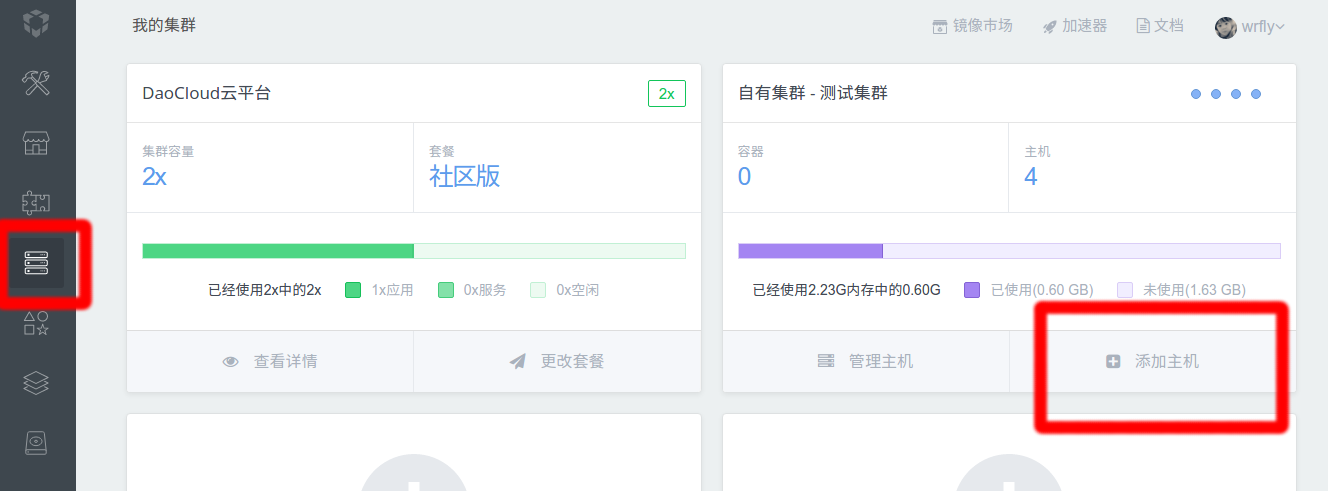 我的集群
镜像市场
加速器
文档
wrfly
DaoCloud云平台
2x
集群容量
2x
套餐
社区版
已经使用2x中的2x
1x应用
0x服务
0x空闲
查看详情
更改套餐
自有集群 - 测试集群
容器
0
主机
4
已经使用2.23G内存中的0.60G
已使用(0.60 GB)
未使用(1.63 GB)
管理主机
添加主机